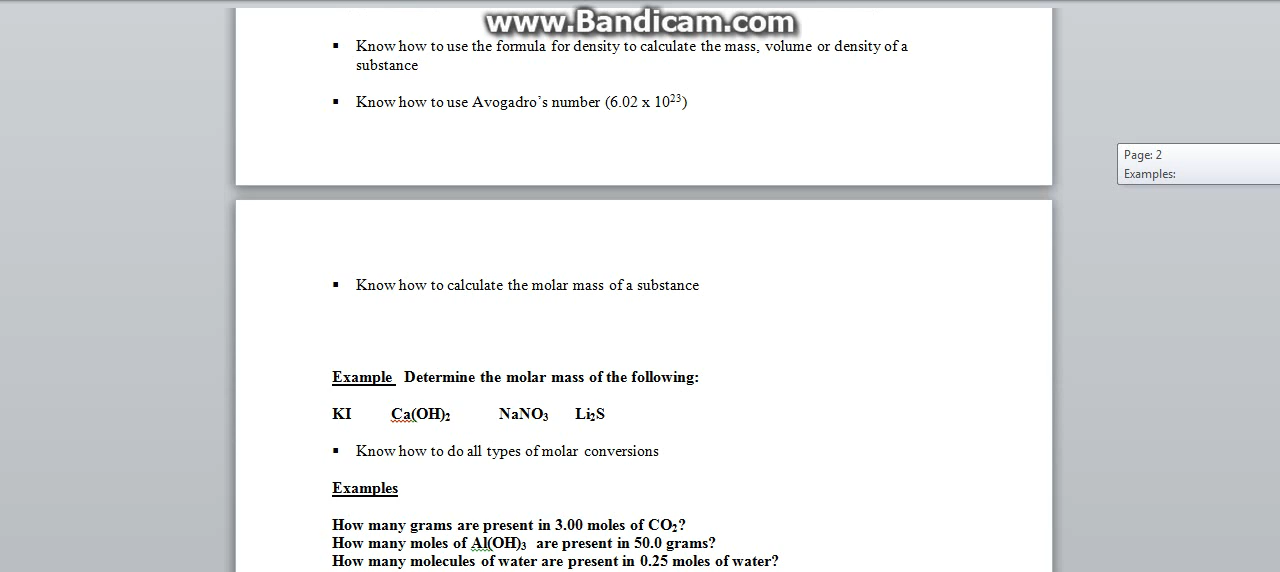 www.Bandicam.com
▪ Know how to use the formula for density to calculate the mass, volume or density of a
substance
▪ Know how to use Avogadro’s number (6.02 x 10²³)
Page: 2
Examples:
▪ Know how to calculate the molar mass of a substance
Example Determine the molar mass of the following:
KI Ca(OH)₂ NaNO₃ Li₂S
▪ Know how to do all types of molar conversions
Examples
How many grams are present in 3.00 moles of CO₂?
How many moles of Al(OH)₃ are present in 50.0 grams?
How many molecules of water are present in 0.25 moles of water?